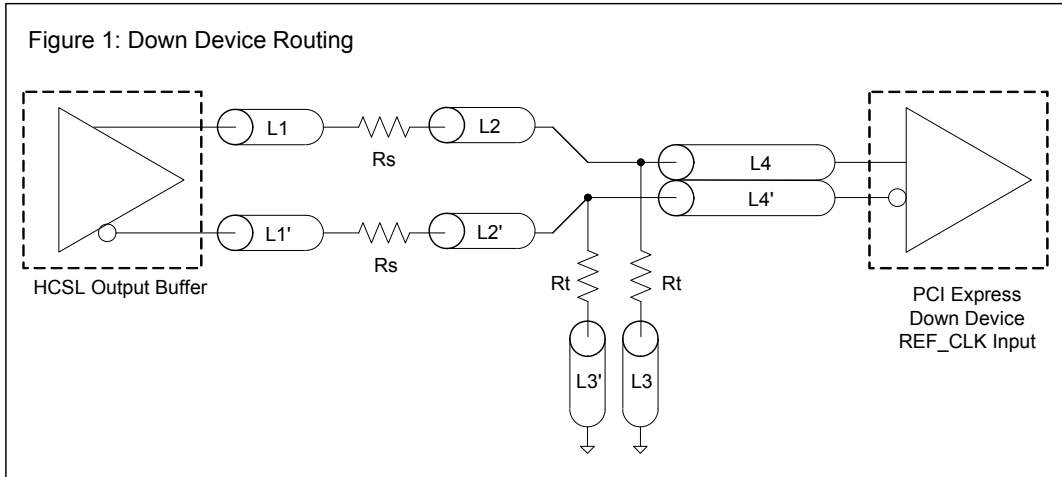 Figure 1: Down Device Routing
L1
Rs
L2
L4
L4'
L1'
Rs
L2'
HCSL Output Buffer
Rt
Rt
L3'
L3
PCI Express
Down Device
REF_CLK Input